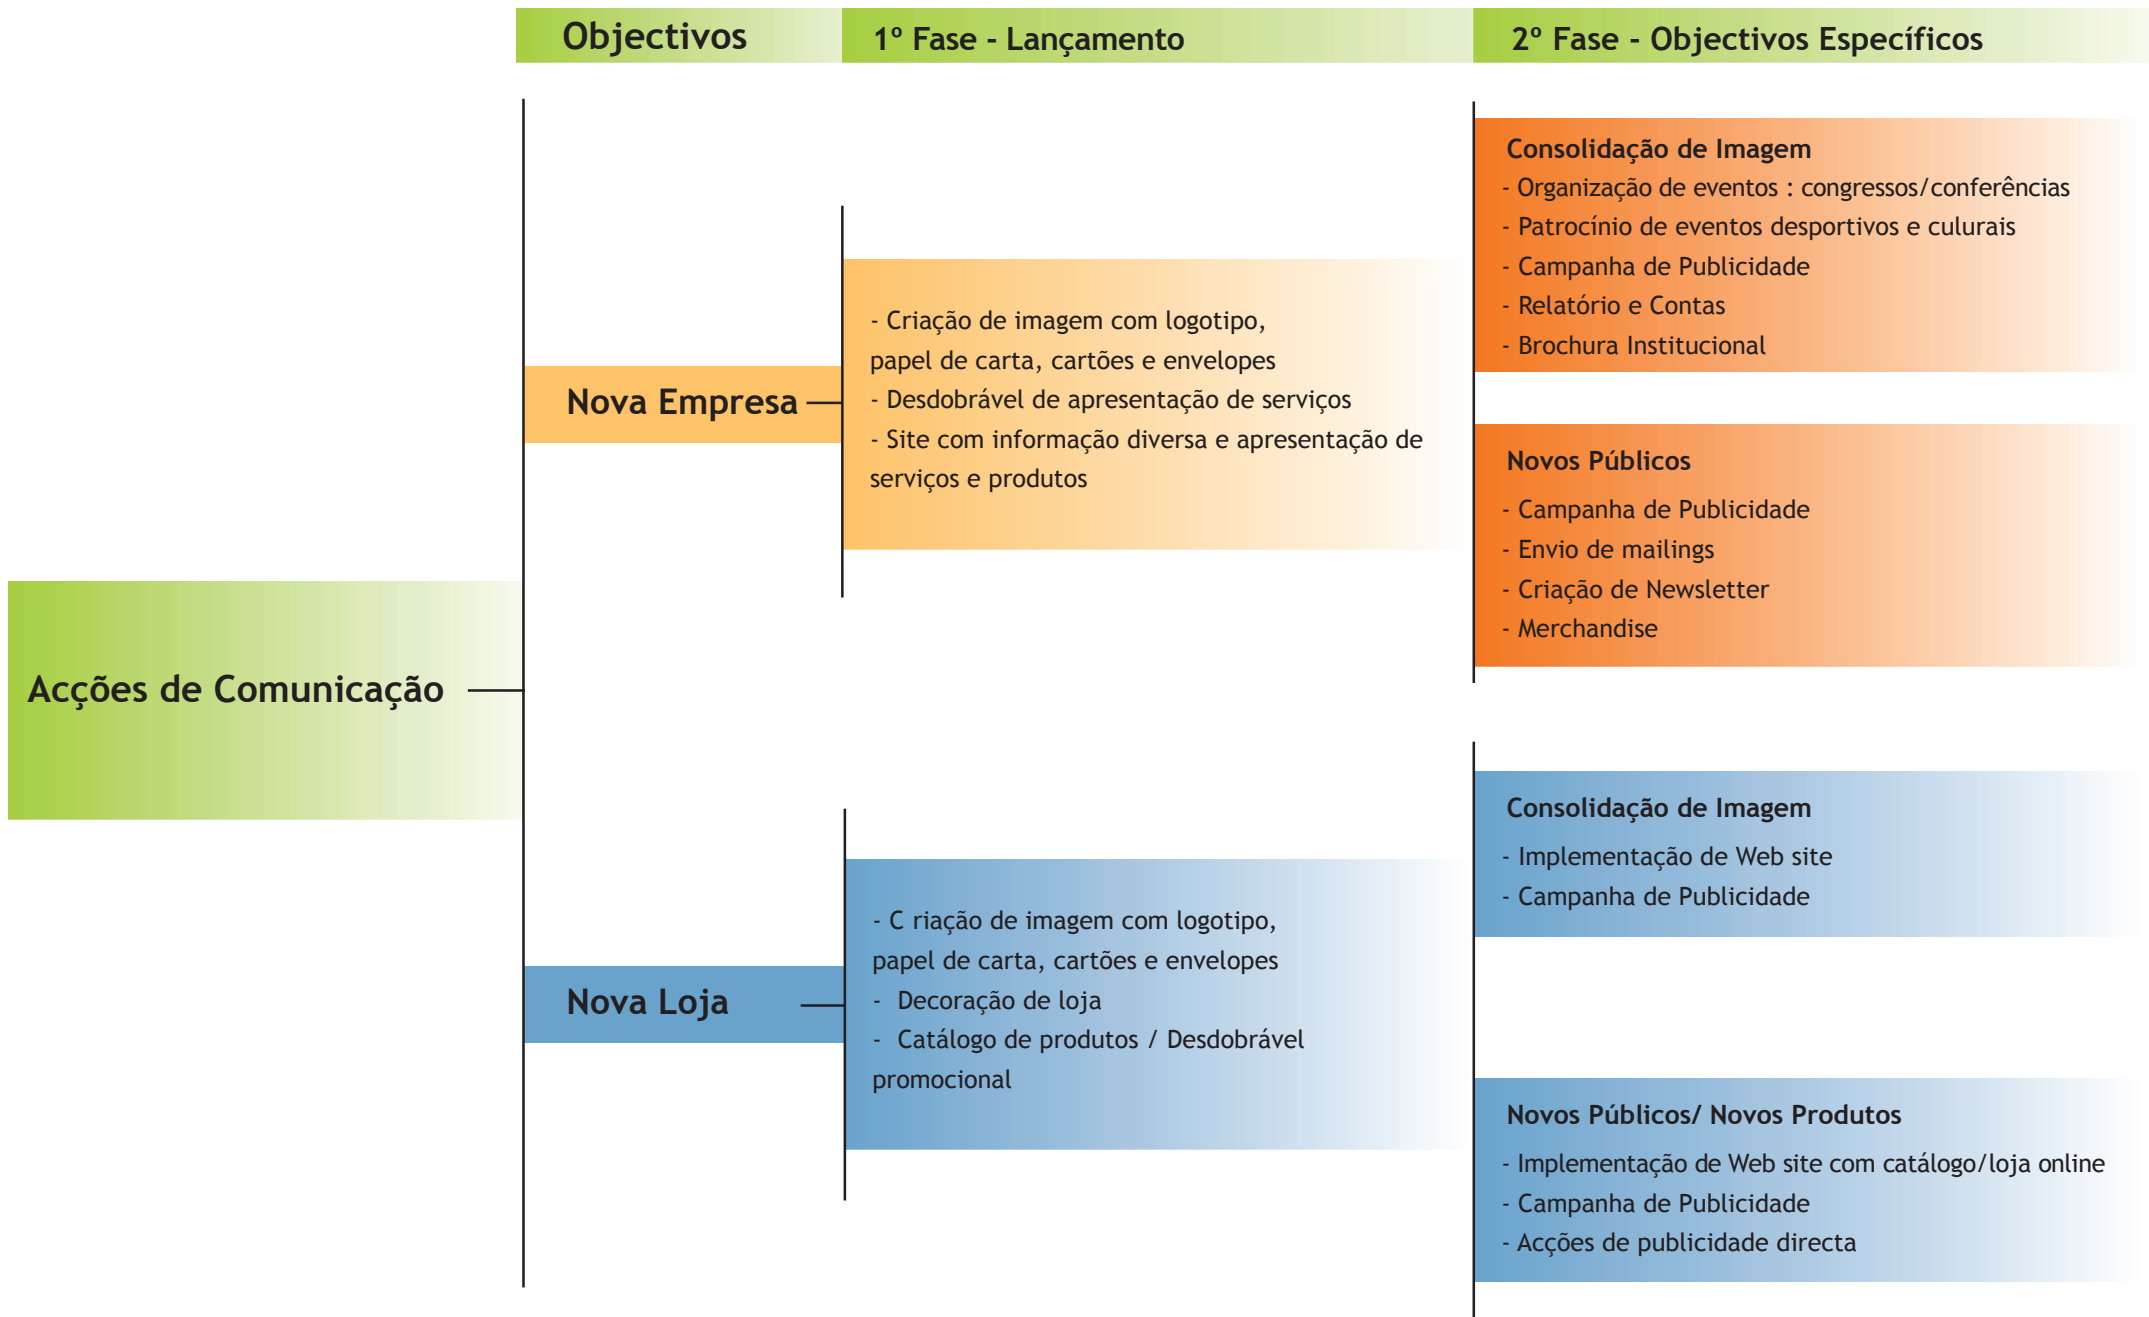 Objectivos
1º Fase - Lançamento
2º Fase - Objectivos Específicos
Acções de Comunicação
Nova Empresa
- Criação de imagem com logotipo,
papel de carta, cartões e envelopes
- Desdobrável de apresentação de serviços
- Site com informação diversa e apresentação de
serviços e produtos
Consolidação de Imagem
- Organização de eventos : congressos/conferências
- Patrocínio de eventos desportivos e culurais
- Campanha de Publicidade
- Relatório e Contas
- Brochura Institucional
Novos Públicos
- Campanha de Publicidade
- Envio de mailings
- Criação de Newsletter
- Merchandise
Nova Loja
- C riação de imagem com logotipo,
papel de carta, cartões e envelopes
- Decoração de loja
- Catálogo de produtos / Desdobrável
promocional
Consolidação de Imagem
- Implementação de Web site
- Campanha de Publicidade
Novos Públicos/ Novos Produtos
- Implementação de Web site com catálogo/loja online
- Campanha de Publicidade
- Acções de publicidade directa